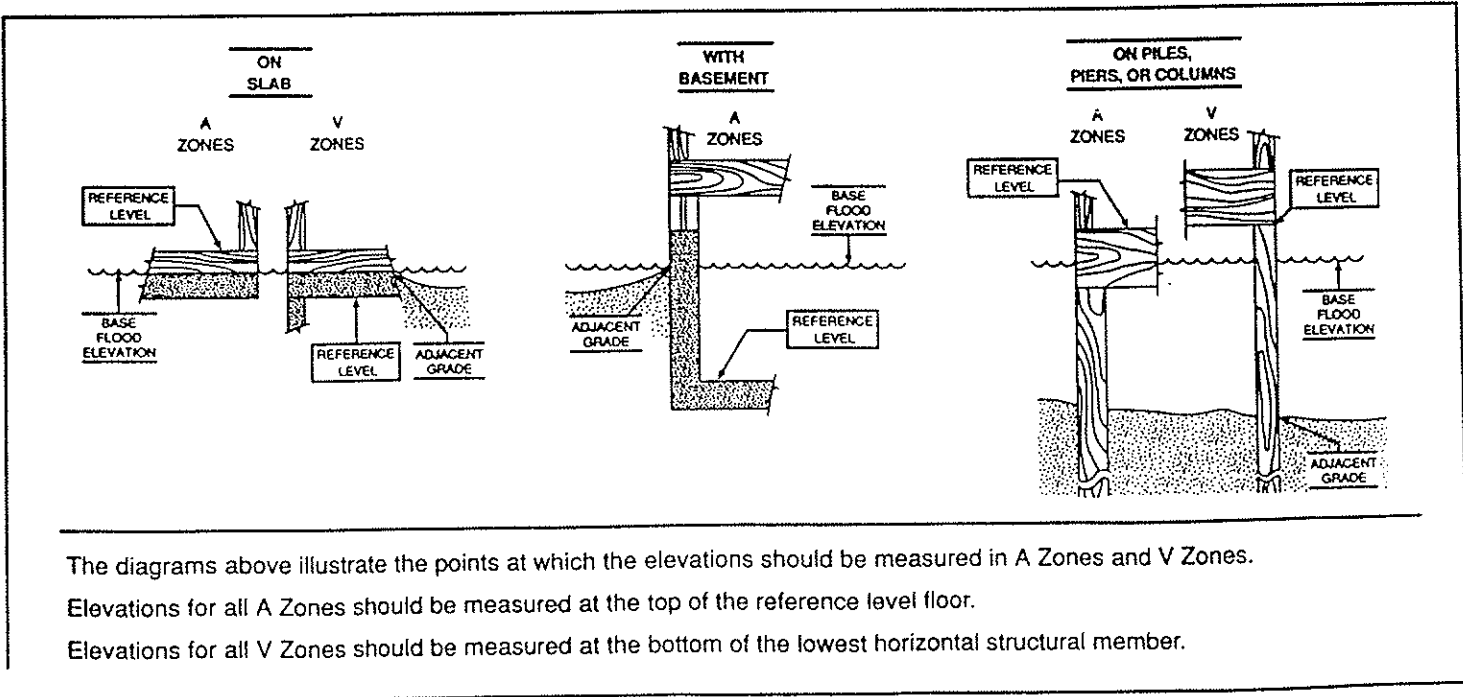 ON
SLAB
A
ZONES
V
ZONES
REFERENCE
LEVEL
BASE
FLOOD
ELEVATION
REFERENCE
LEVEL
ADJACENT
GRADE
WITH
BASEMENT
A
ZONES
BASE
FLOOD
ELEVATION
ADJACENT
GRADE
REFERENCE
LEVEL
ON PILES,
PIERS, OR COLUMNS
A
ZONES
V
ZONES
REFERENCE
LEVEL
REFERENCE
LEVEL
BASE
FLOOD
ELEVATION
ADJACENT
GRADE
The diagrams above illustrate the points at which the elevations should be measured in A Zones and V Zones.
Elevations for all A Zones should be measured at the top of the reference level floor.
Elevations for all V Zones should be measured at the bottom of the lowest horizontal structural member.